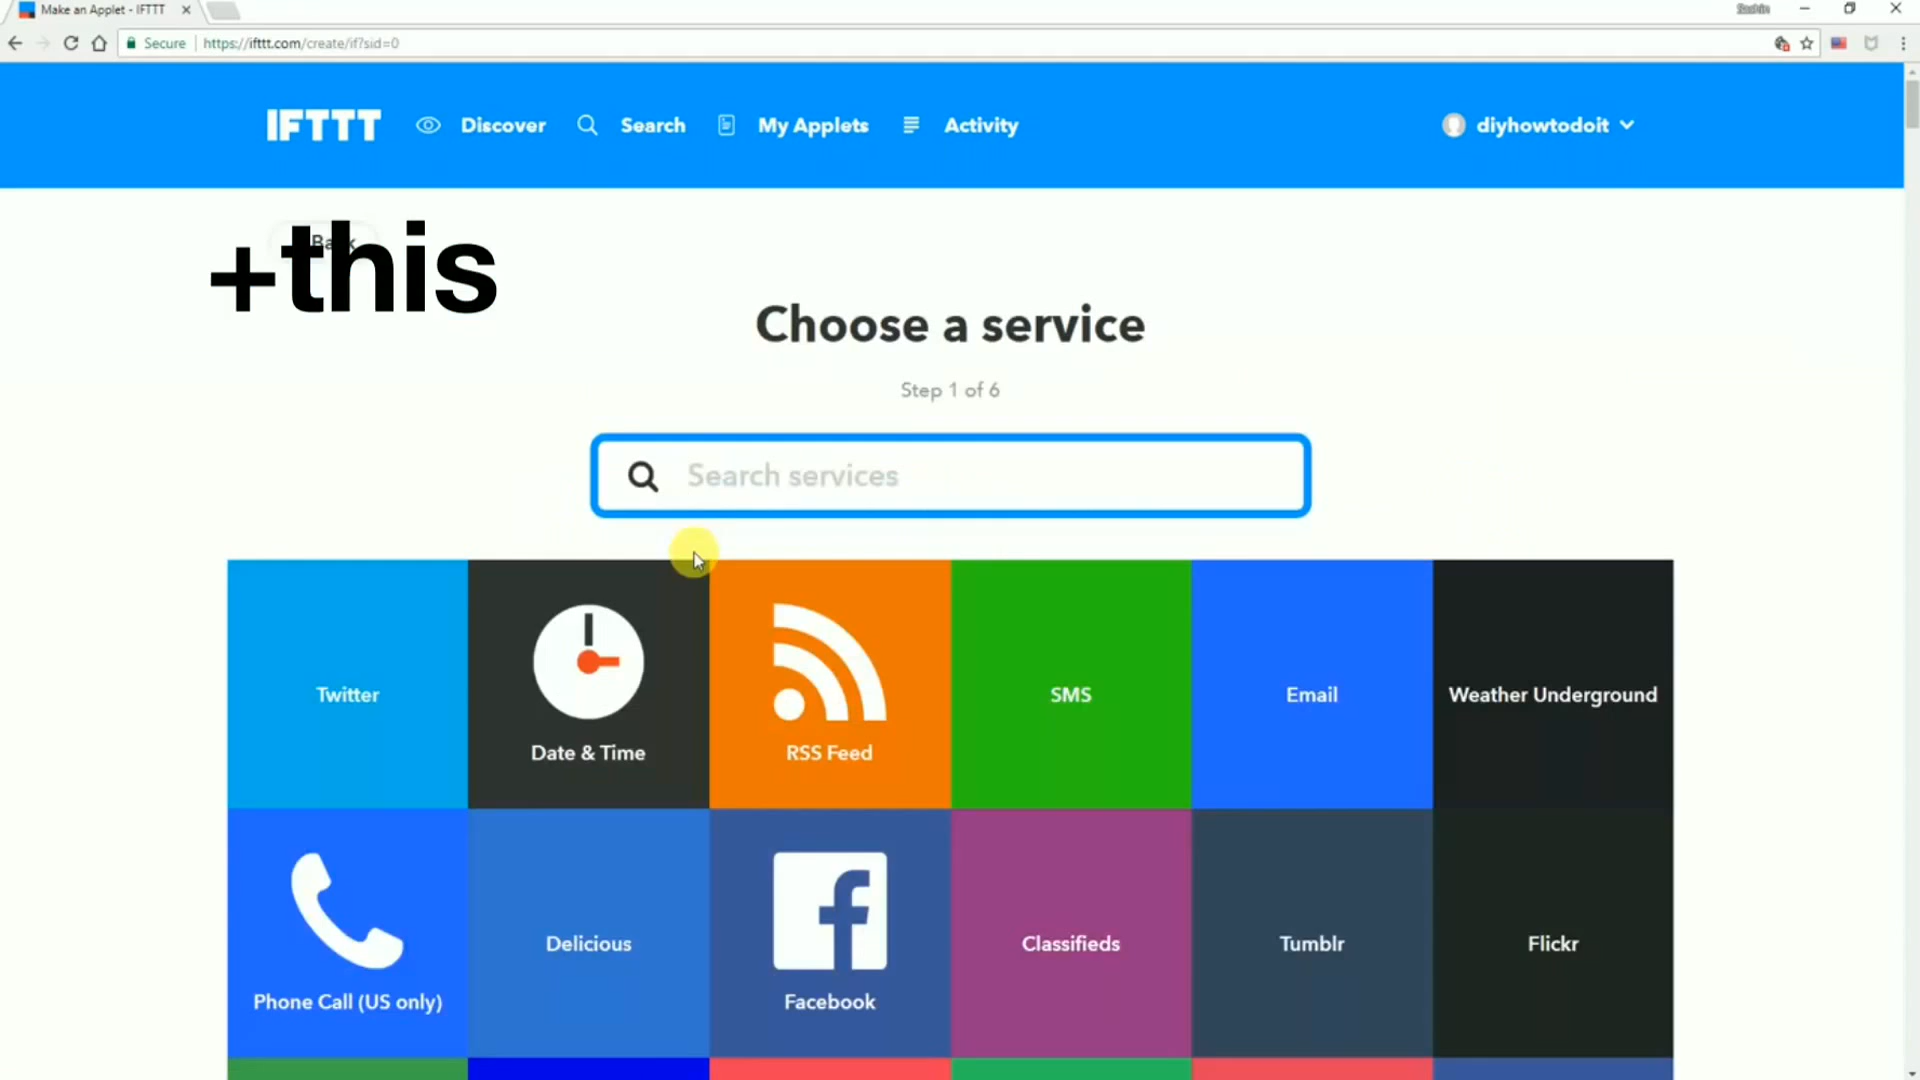 Make an Applet - IFTTT
Sachin
Secure
https://ifttt.com/create/if?sid=0
IFTTT
Discover
Search
My Applets
Activity
diyhowtodoit
Back
+this
Choose a service
Step 1 of 6
Search services
Twitter
Date & Time
RSS Feed
SMS
Email
Weather Underground
Phone Call (US only)
Delicious
Facebook
Classifieds
Tumblr
Flickr